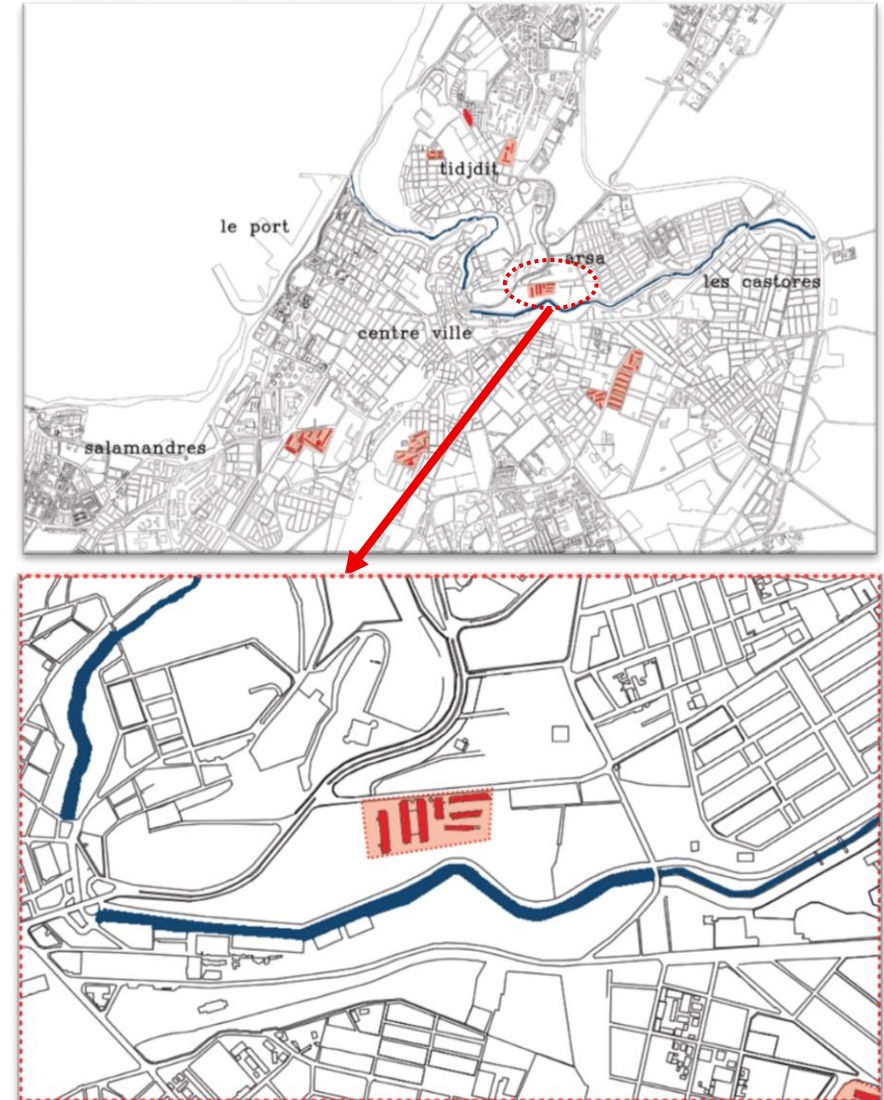 tidjdit
le port
arsa
les castores
centre ville
salamandres